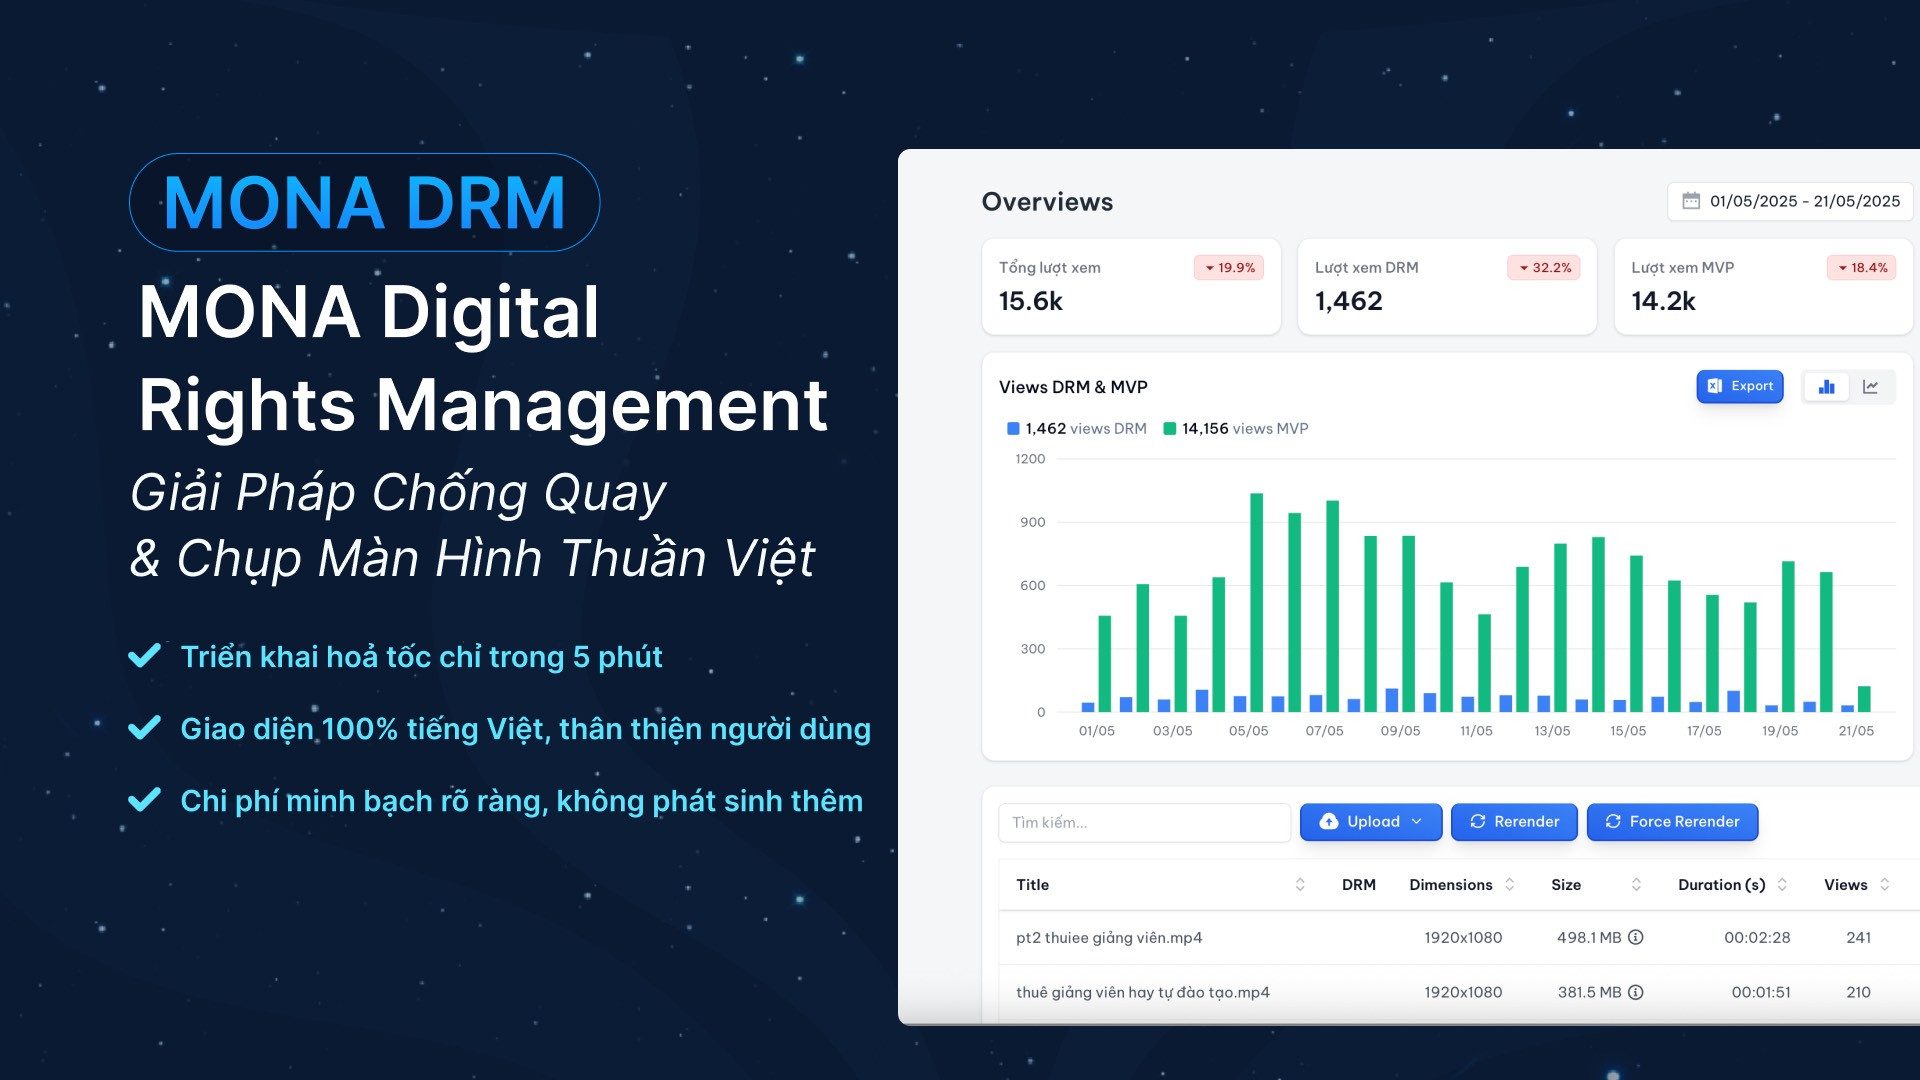 MONA DRM
MONA Digital
Rights Management
Giải Pháp Chống Quay
& Chụp Màn Hình Thuần Việt
Triển khai hoả tốc chỉ trong 5 phút
Giao diện 100% tiếng Việt, thân thiện người dùng
Chi phí minh bạch rõ ràng, không phát sinh thêm
Overviews
01/05/2025 - 21/05/2025
Tổng lượt xem 19.9%
15.6k
Lượt xem DRM 32.2%
1,462
Lượt xem MVP 18.4%
14.2k
Views DRM & MVP
Export
1,462 views DRM 14,156 views MVP
1200
900
600
300
0
01/05 03/05 05/05 07/05 09/05 11/05 13/05 15/05 17/05 19/05 21/05
Tìm kiếm... Upload Rerender Force Rerender
Title DRM Dimensions Size Duration (s) Views
pt2 thuiee giảng viên.mp4 1920x1080 498.1 MB 00:02:28 241
thuê giảng viên hay tự đào tạo.mp4 1920x1080 381.5 MB 00:01:51 210